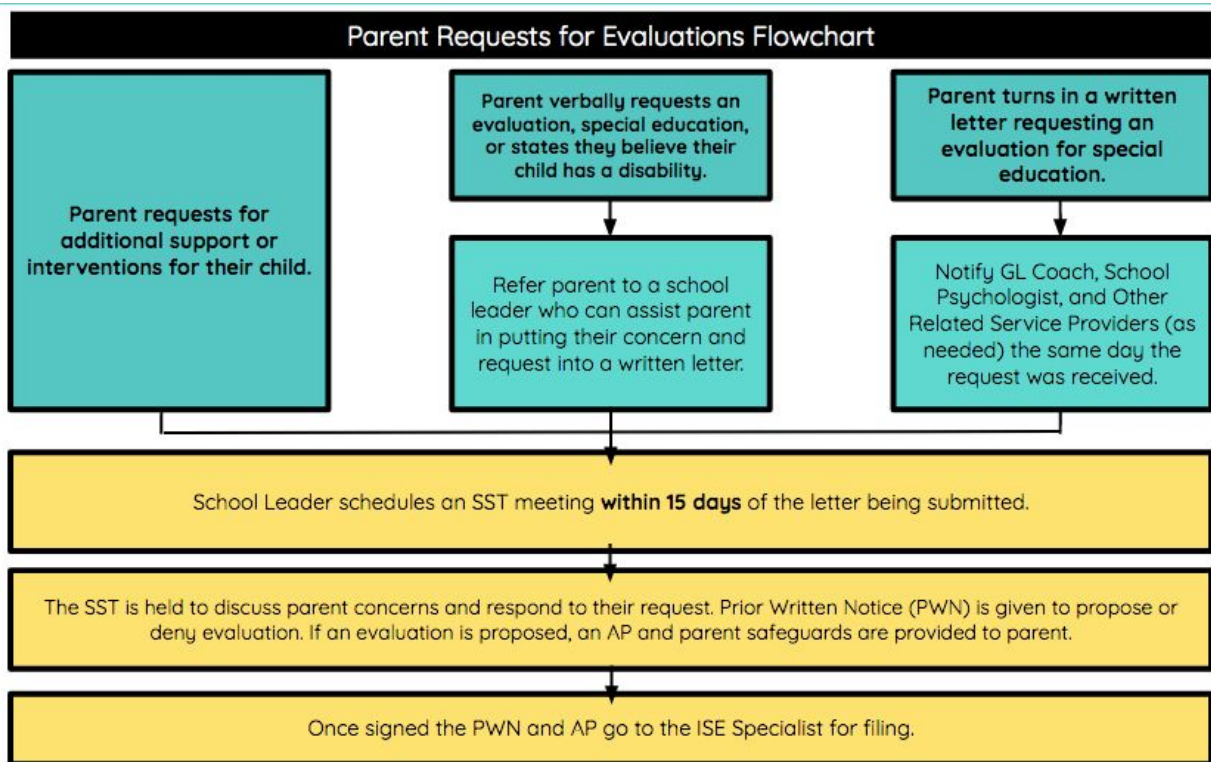 Parent Requests for Evaluations Flowchart
Parent requests for
additional support or
interventions for their child.
Parent verbally requests an
evaluation, special education,
or states they believe their
child has a disability.
Refer parent to a school
leader who can assist parent
in putting their concern and
request into a written letter.
Parent turns in a written
letter requesting an
evaluation for special
education.
Notify GL Coach, School
Psychologist, and Other
Related Service Providers (as
needed) the same day the
request was received.
School Leader schedules an SST meeting within 15 days of the letter being submitted.
The SST is held to discuss parent concerns and respond to their request. Prior Written Notice (PWN) is given to propose or
deny evaluation. If an evaluation is proposed, an AP and parent safeguards are provided to parent.
Once signed the PWN and AP go to the ISE Specialist for filing.